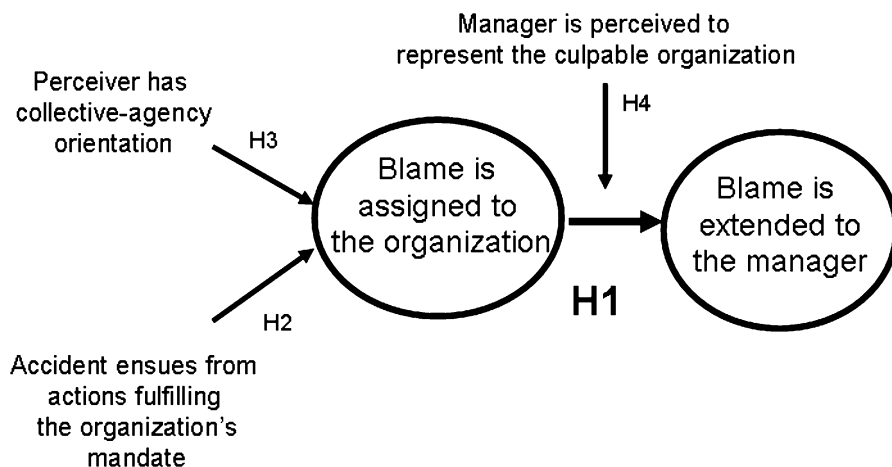 Manager is perceived to
represent the culpable organization
Perceiver has
collective-agency
orientation
H3
H4
Blame is
assigned to
the organization
Blame is
extended to
the manager
H1
H2
Accident ensues from
actions fulfilling
the organization's
mandate